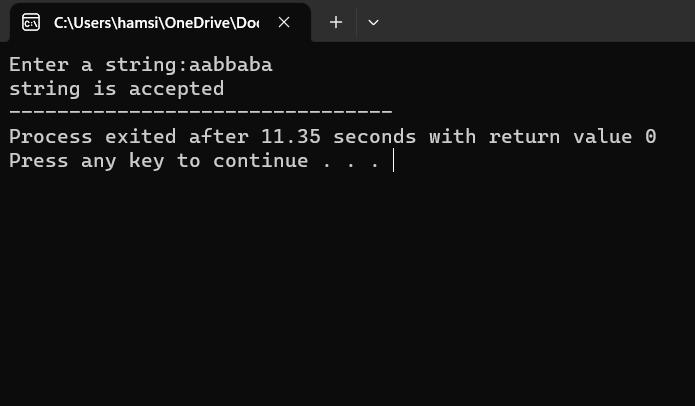 C:\Users\hamsi\OneDrive\Doc
Enter a string:aabbaba
string is accepted
--------------------------------
Process exited after 11.35 seconds with return value 0
Press any key to continue . . .